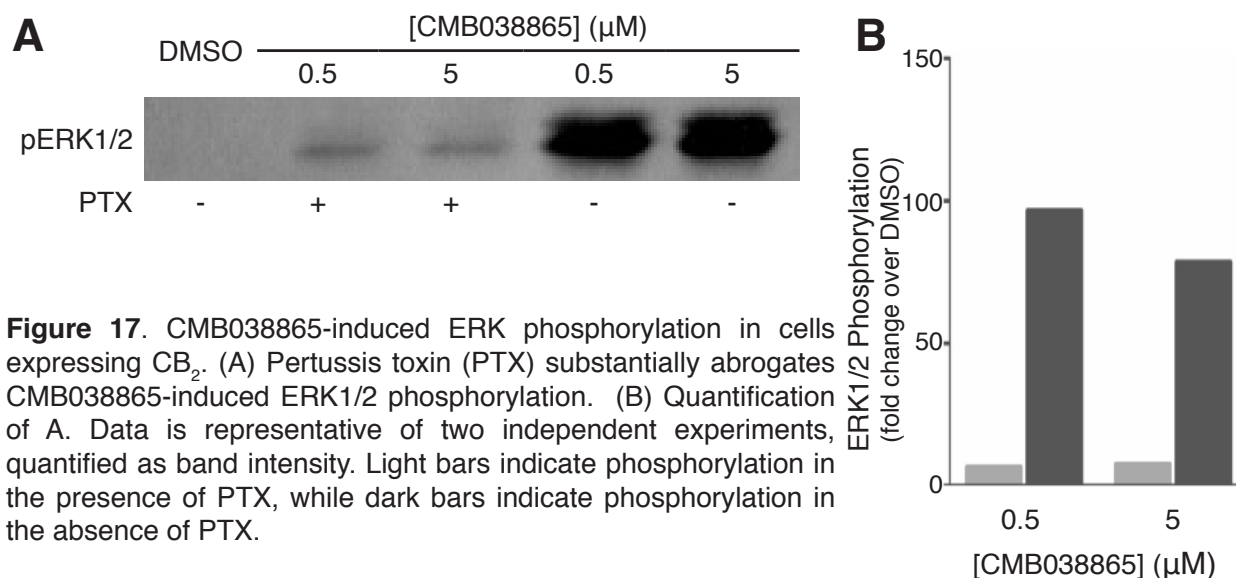 A
DMSO
[CMB038865] (μM)
0.5 5 0.5 5
pERK1/2
PTX - + + - -
Figure 17. CMB038865-induced ERK phosphorylation in cells
expressing CB₂. (A) Pertussis toxin (PTX) substantially abrogates
CMB038865-induced ERK1/2 phosphorylation. (B) Quantification
of A. Data is representative of two independent experiments,
quantified as band intensity. Light bars indicate phosphorylation in
the presence of PTX, while dark bars indicate phosphorylation in
the absence of PTX.
B
ERK1/2 Phosphorylation
(fold change over DMSO)
150
100
50
0
0.5 5
[CMB038865] (μM)